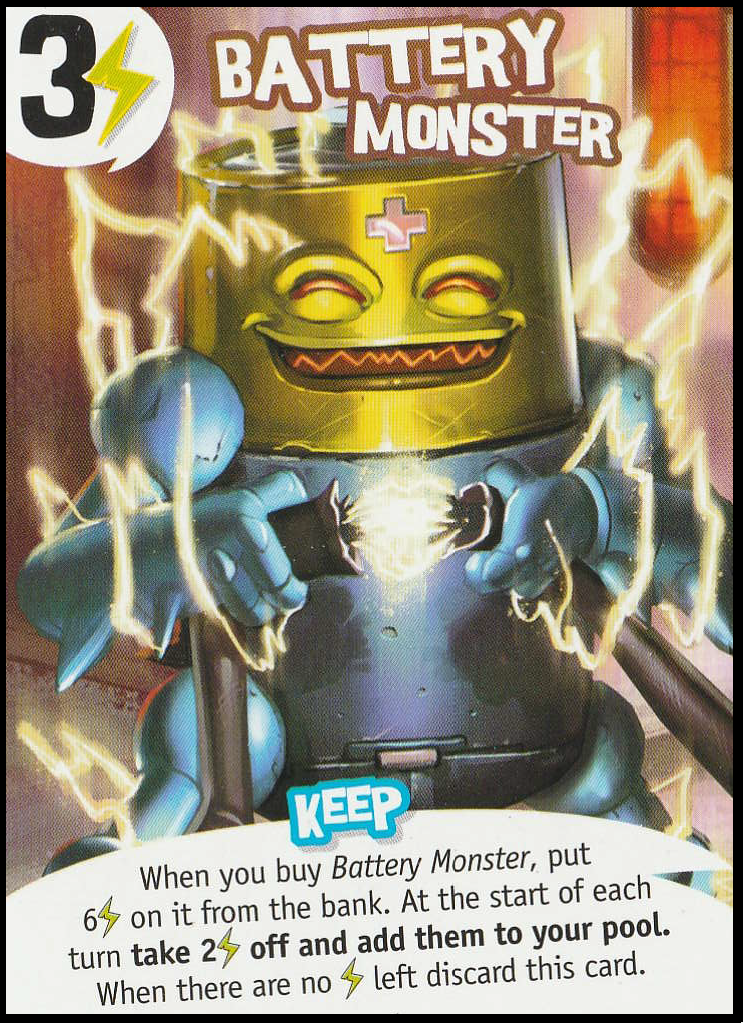 3⚡
BATTERY
MONSTER
KEEP
When you buy Battery Monster, put
6⚡ on it from the bank. At the start of each
turn take 2⚡ off and add them to your pool.
When there are no ⚡ left discard this card.